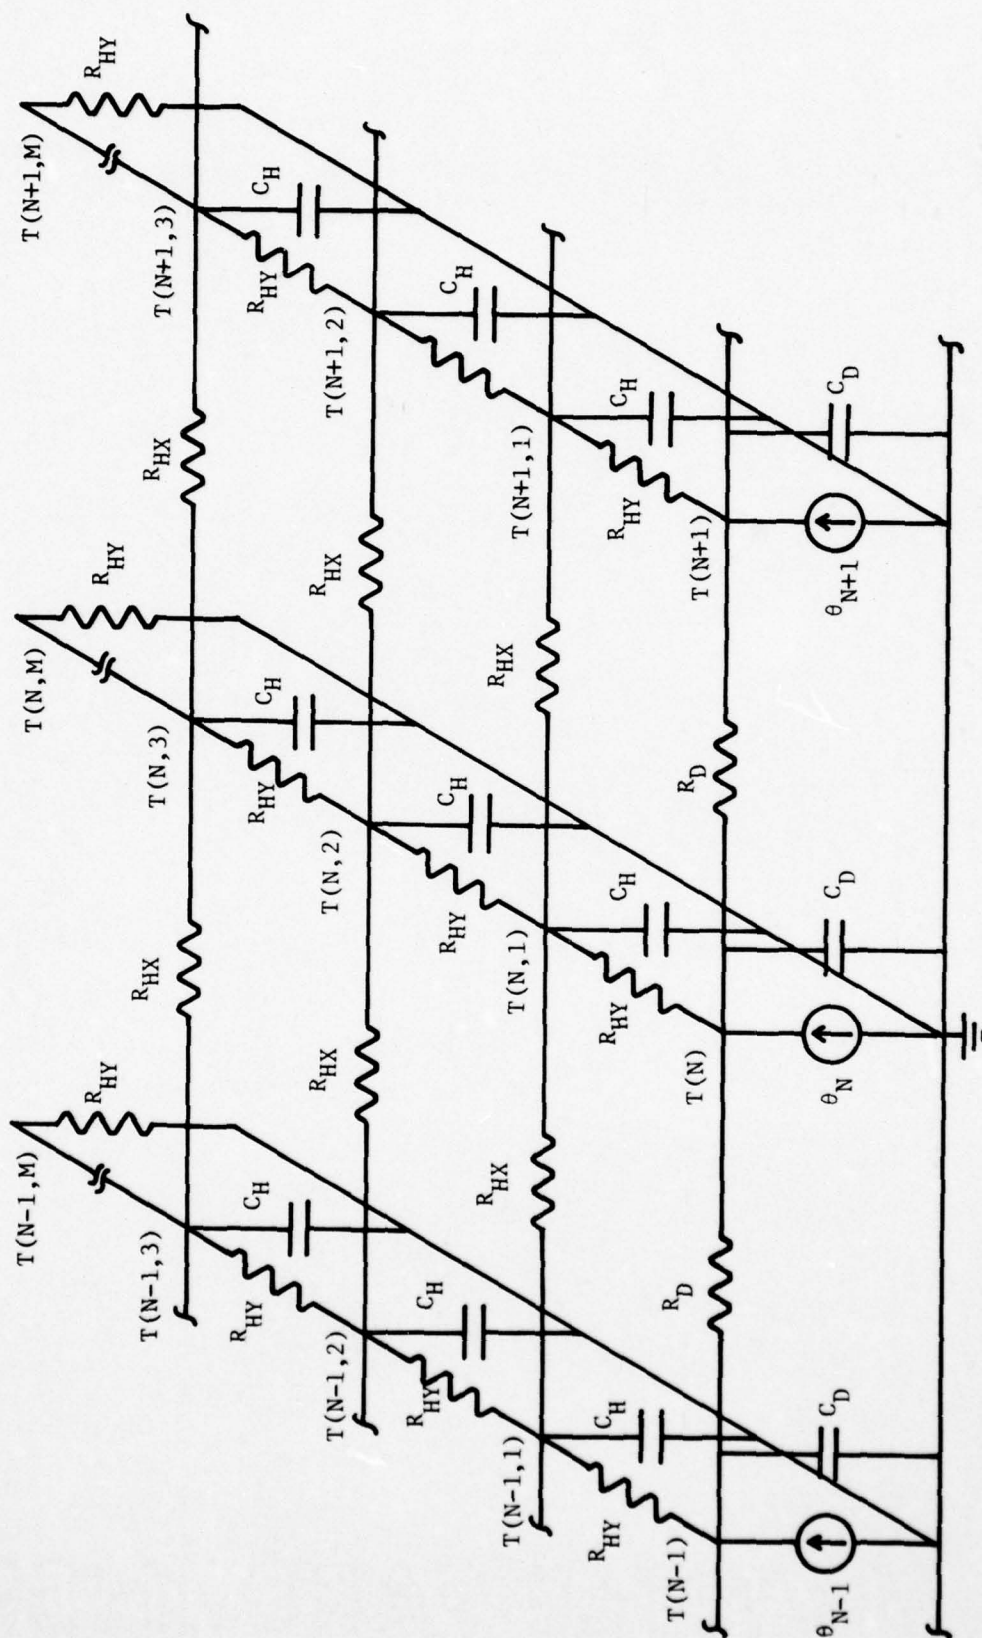 T(N-1,M)
R_HY
T(N,M)
R_HY
T(N+1,M)
R_HY
T(N-1,3)
R_HX
T(N,3)
R_HX
T(N+1,3)
C_H
C_H
C_H
R_HY
R_HY
R_HY
T(N-1,2)
R_HX
T(N,2)
R_HX
T(N+1,2)
C_H
C_H
C_H
R_HY
R_HY
T(N-1,1)
R_HX
T(N,1)
R_HX
T(N+1,1)
C_H
C_H
C_H
R_HY
R_HY
R_HY
T(N-1)
R_D
T(N)
R_D
T(N+1)
C_D
C_D
C_D
θ_N-1
θ_N
θ_N+1